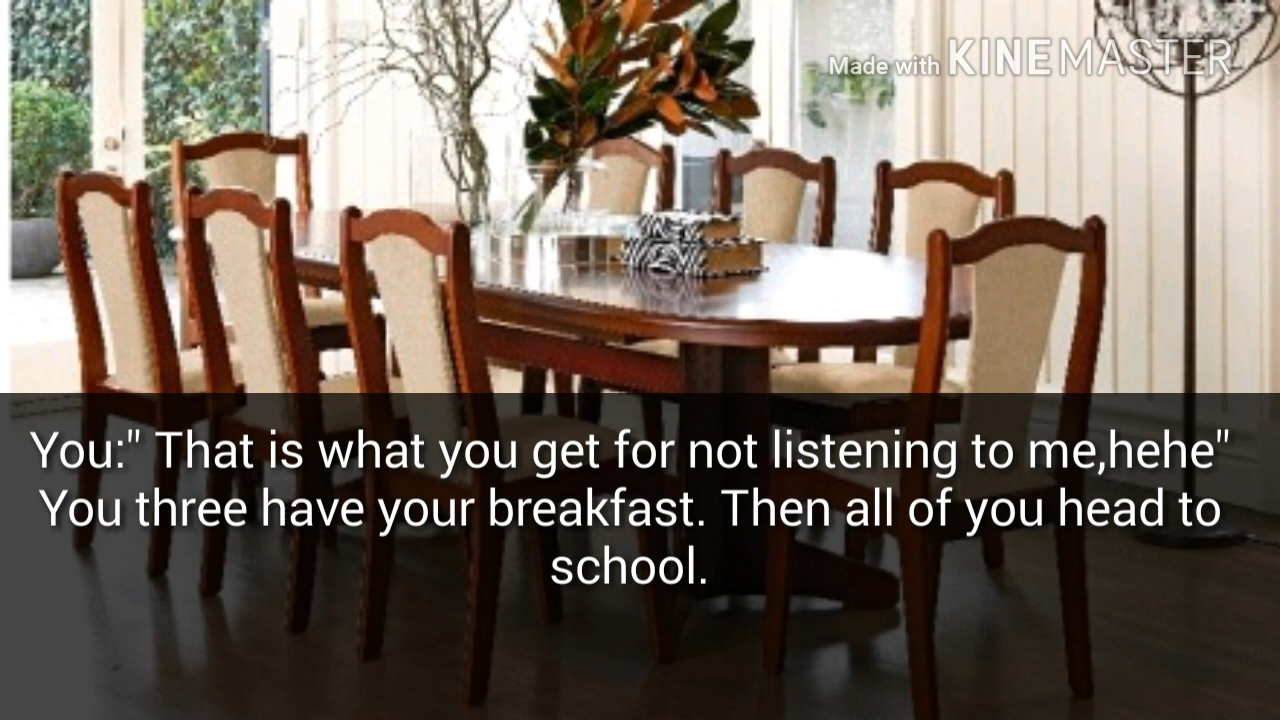 Made with KINEMASTER
You:" That is what you get for not listening to me,hehe"
You three have your breakfast. Then all of you head to
school.